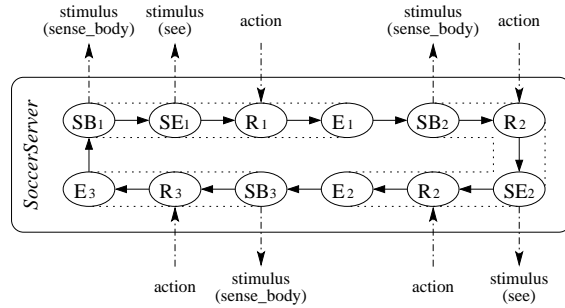 stimulus
(sense_body)
stimulus
(see)
action
stimulus
(sense_body)
action
SoccerServer
SB1
SE1
R1
E1
SB2
R2
E3
R3
SB3
E2
R2
SE2
action
stimulus
(sense_body)
action
stimulus
(see)